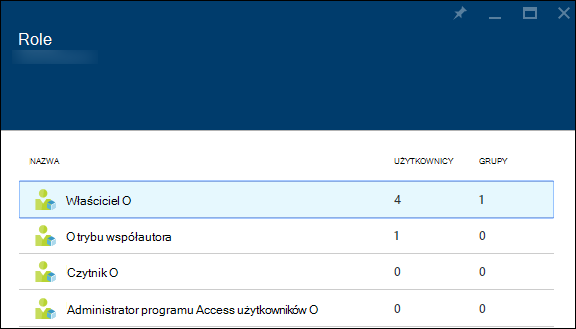 Role
NAZWA UŻYTKOWNICY GRUPY
Właściciel O 4 1
O trybu współautora 1 0
Czytnik O 0 0
Administrator programu Access użytkowników O 0 0